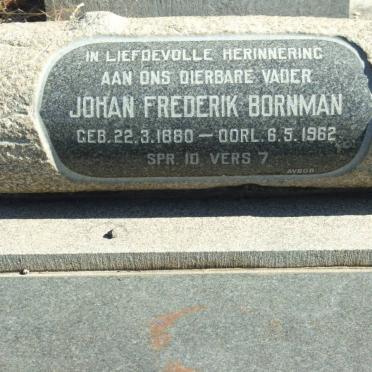 IN LIEFDEVOLLE HERINNERING
AAN ONS DIERBARE VADER
JOHAN FREDERIK BORNMAN
GEB. 22.3.1880 — OORL. 6.5.1962
SPR. 10 VERS 7
AVBOB